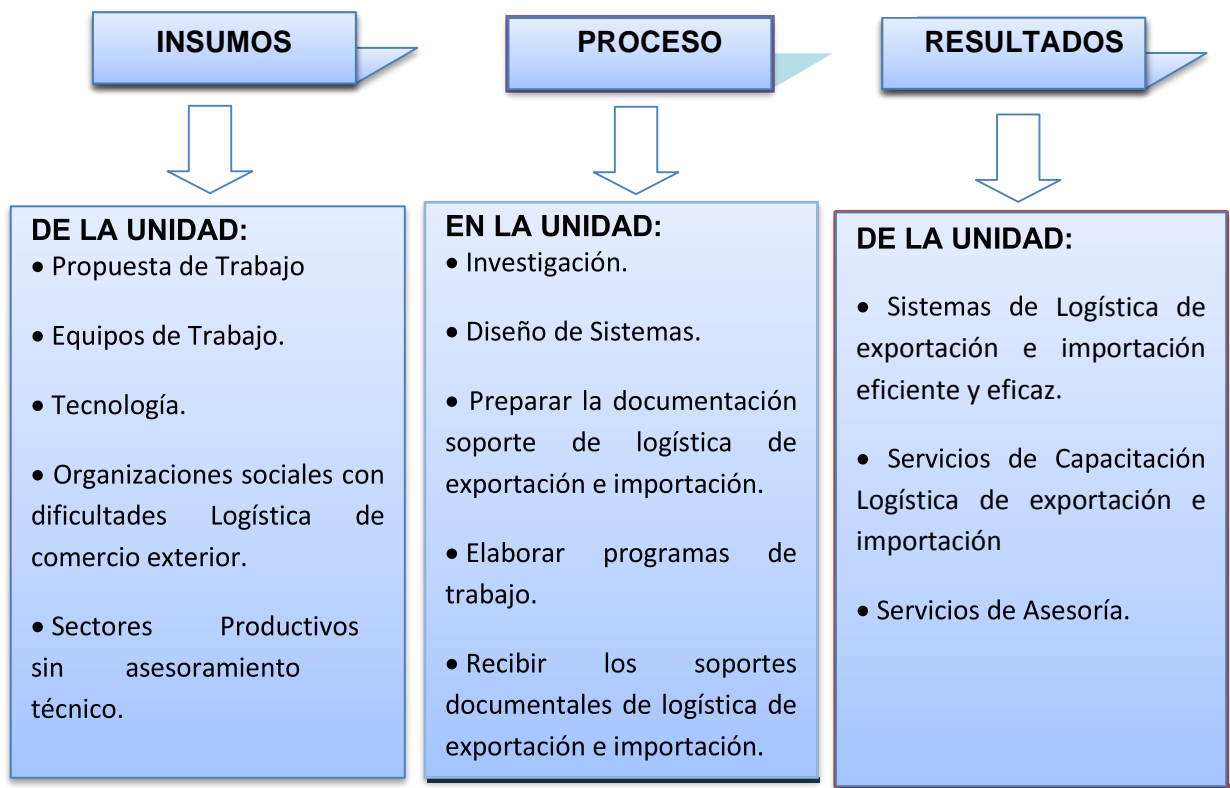 INSUMOS
PROCESO
RESULTADOS
DE LA UNIDAD:
• Propuesta de Trabajo
• Equipos de Trabajo.
• Tecnología.
• Organizaciones sociales con
dificultades Logística de
comercio exterior.
• Sectores Productivos
sin asesoramiento
técnico.
EN LA UNIDAD:
• Investigación.
• Diseño de Sistemas.
• Preparar la documentación
soporte de logística de
exportación e importación.
• Elaborar programas de
trabajo.
• Recibir los soportes
documentales de logística de
exportación e importación.
DE LA UNIDAD:
• Sistemas de Logística de
exportación e importación
eficiente y eficaz.
• Servicios de Capacitación
Logística de exportación e
importación
• Servicios de Asesoría.